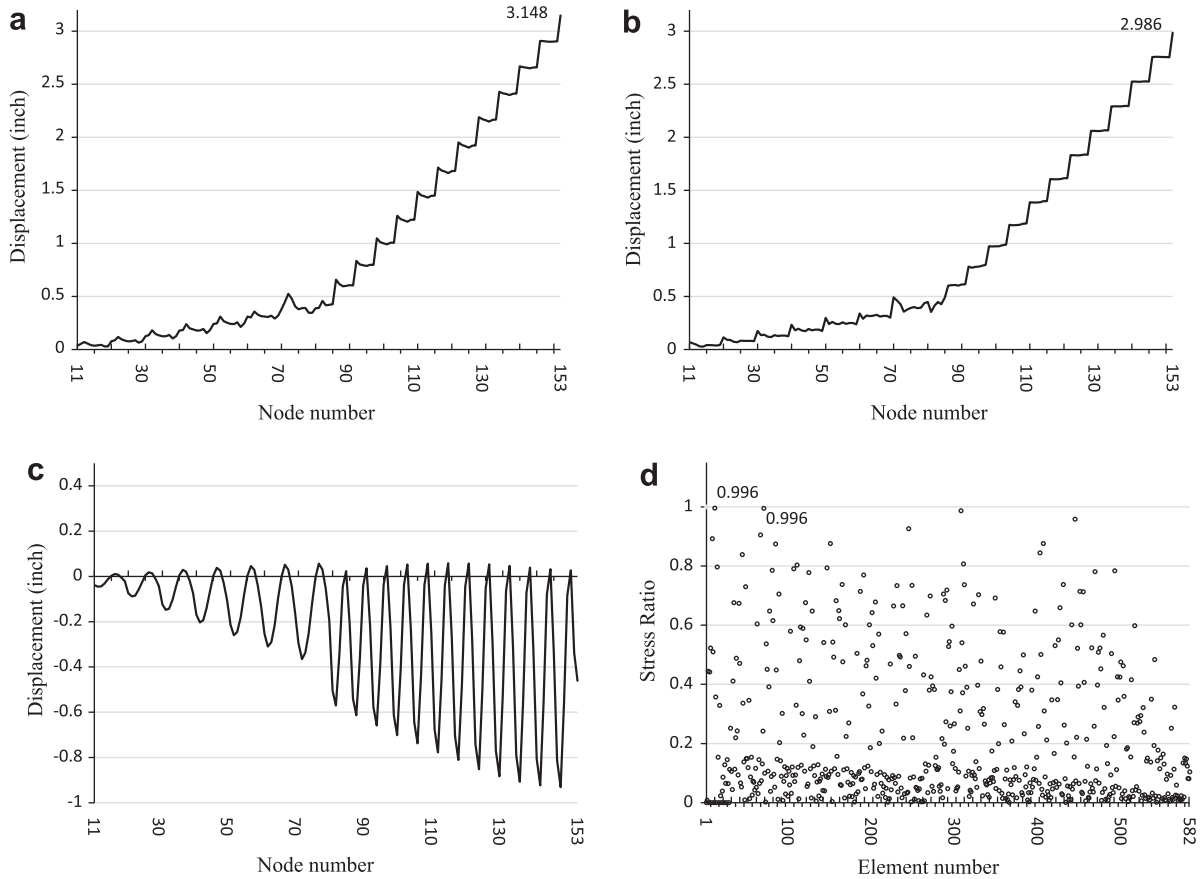 a
3.148
3
2.5
2
1.5
1
0.5
0
Displacement (inch)
11 30 50 70 90 110 130 153
Node number
b
2.986
3
2.5
2
1.5
1
0.5
0
Displacement (inch)
11 30 50 70 90 110 130 153
Node number
c
0.4
0.2
0
-0.2
-0.4
-0.6
-0.8
-1
Displacement (inch)
11 30 50 70 90 110 130 153
Node number
d
0.996
0.996
1
0.8
0.6
0.4
0.2
0
Stress Ratio
1 100 200 300 400 500 582
Element number